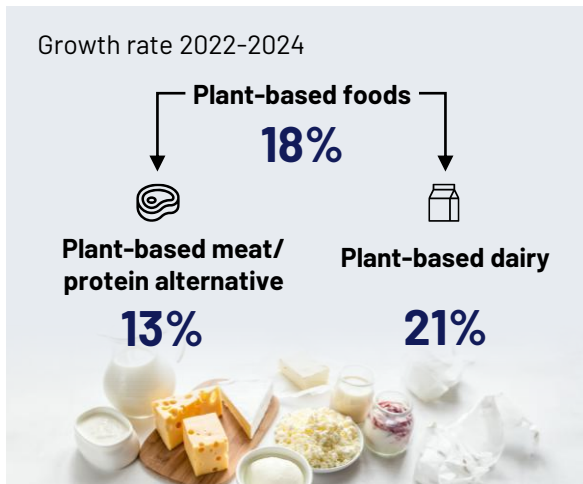 Growth rate 2022-2024
Plant-based foods
18%
Plant-based meat/
protein alternative
13%
Plant-based dairy
21%